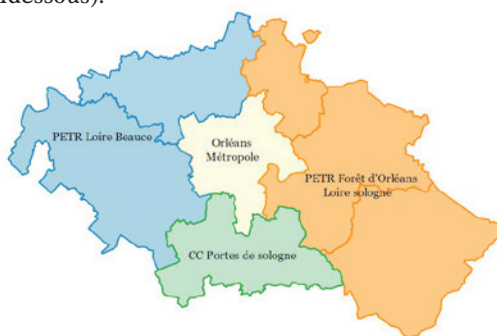 dessous).
PETR Loire Beauce
Orléans
Métropole
PETR Forêt d'Orléans
Loire sologne
CC Portes de sologne